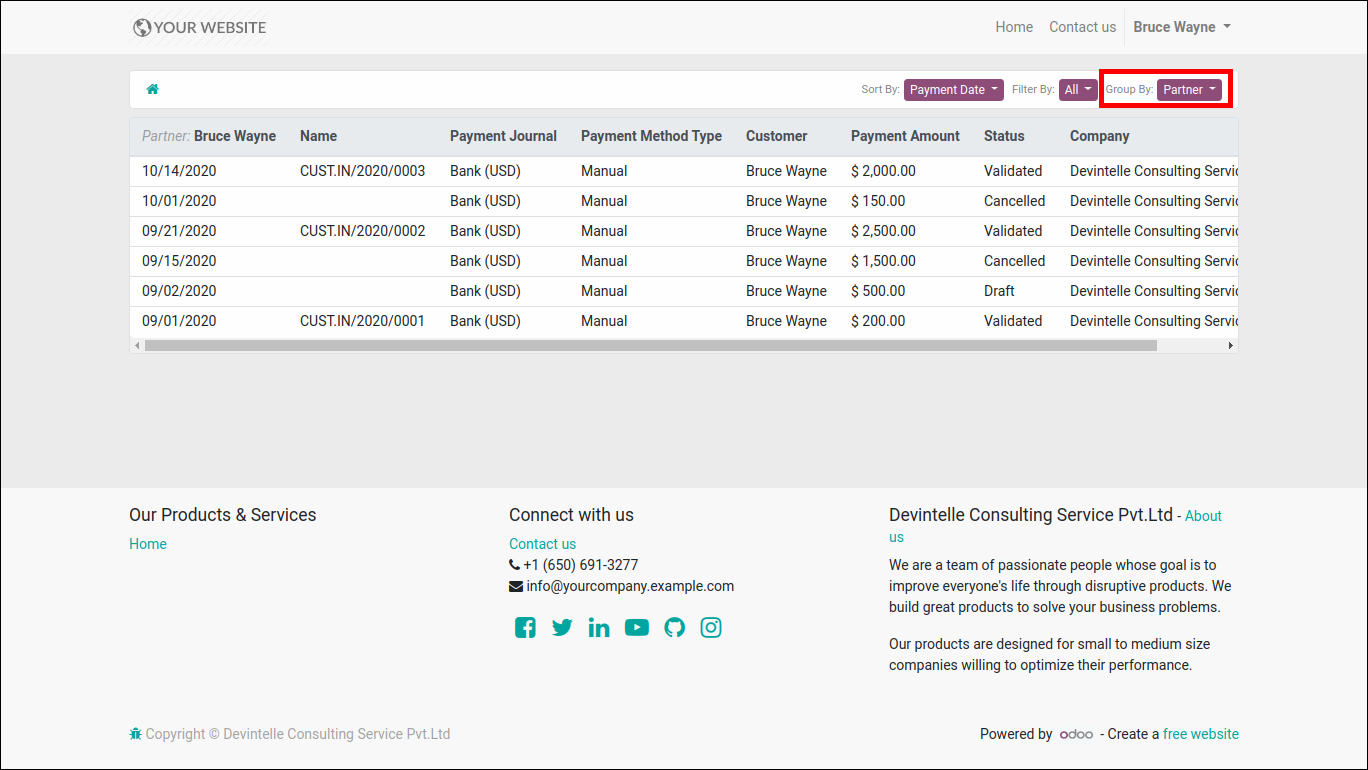 YOUR WEBSITE Home Contact us Bruce Wayne
Sort By: Payment Date Filter By: All Group By: Partner
Partner: Bruce Wayne Name Payment Journal Payment Method Type Customer Payment Amount Status Company
10/14/2020 CUST.IN/2020/0003 Bank (USD) Manual Bruce Wayne $ 2,000.00 Validated Devintelle Consulting Servic
10/01/2020 Bank (USD) Manual Bruce Wayne $ 150.00 Cancelled Devintelle Consulting Servic
09/21/2020 CUST.IN/2020/0002 Bank (USD) Manual Bruce Wayne $ 2,500.00 Validated Devintelle Consulting Servic
09/15/2020 Bank (USD) Manual Bruce Wayne $ 1,500.00 Cancelled Devintelle Consulting Servic
09/02/2020 Bank (USD) Manual Bruce Wayne $ 500.00 Draft Devintelle Consulting Servic
09/01/2020 CUST.IN/2020/0001 Bank (USD) Manual Bruce Wayne $ 200.00 Validated Devintelle Consulting Servic
Our Products & Services
Home
Connect with us
Contact us
+1 (650) 691-3277
info@yourcompany.example.com
Devintelle Consulting Service Pvt.Ltd - About
us
We are a team of passionate people whose goal is to
improve everyone's life through disruptive products. We
build great products to solve your business problems.
Our products are designed for small to medium size
companies willing to optimize their performance.
Copyright © Devintelle Consulting Service Pvt.Ltd
Powered by odoo - Create a free website